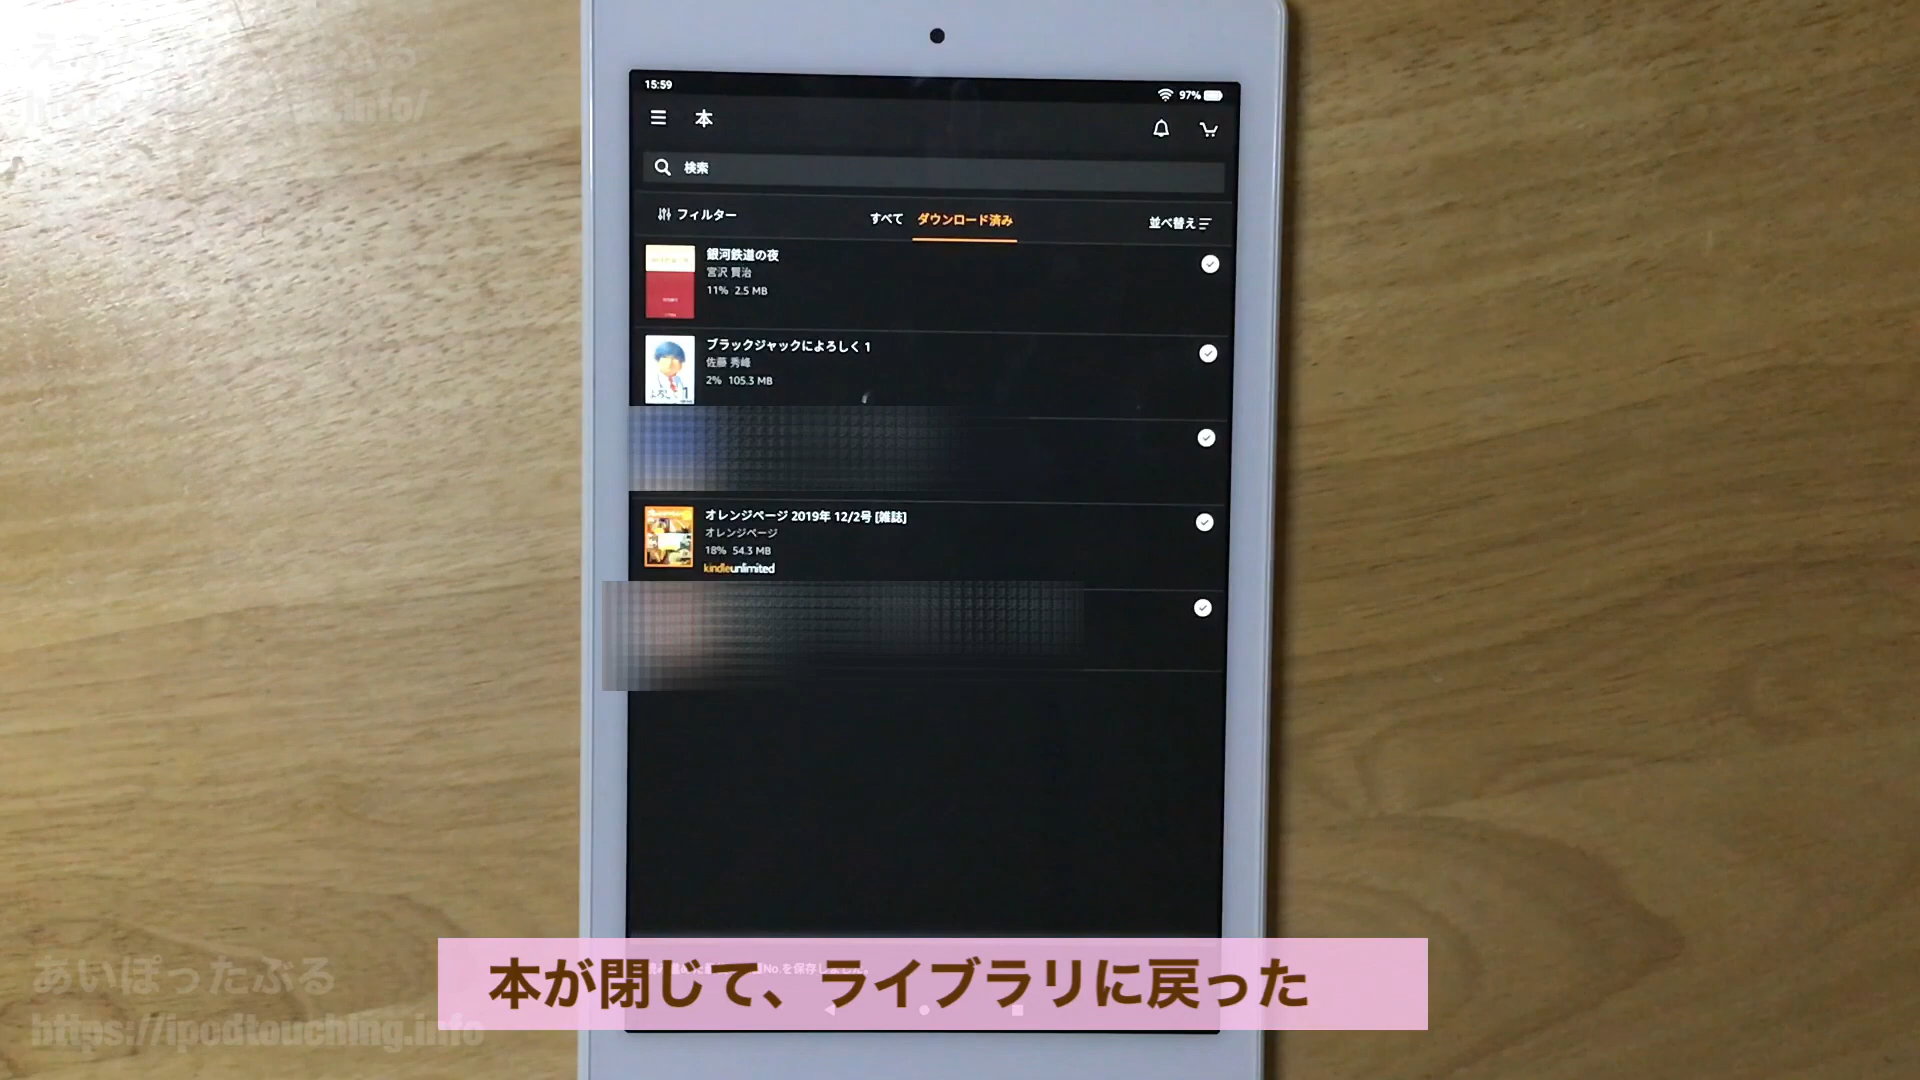 15:59
97%
本
検索
フィルター
すべて
ダウンロード済み
並べ替え
銀河鉄道の夜
宮沢 賢治
11% 2.5 MB
ブラックジャックによろしく 1
佐藤 秀峰
2% 105.3 MB
オレンジページ 2019年 12/2号 [雑誌]
オレンジページ
18% 54.3 MB
kindleunlimited
本が閉じて、ライブラリに戻った
あいぽったぶる
https://ipodtouching.info